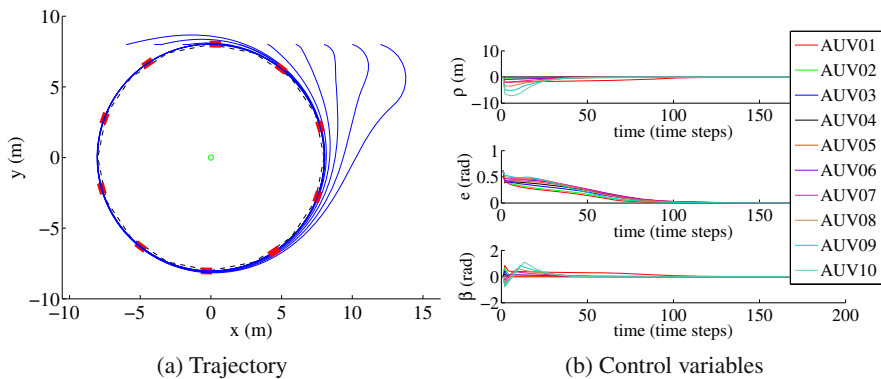 10
5
0
−5
−10
y (m)
−10 −5 0 5 10 15
x (m)
(a) Trajectory
10
0
−10
ρ (m)
0 50 100 150
time (time steps)
1
0.5
0
e (rad)
0 50 100 150
time (time steps)
2
0
−2
β (rad)
0 50 100 150 200
time (time steps)
AUV01
AUV02
AUV03
AUV04
AUV05
AUV06
AUV07
AUV08
AUV09
AUV10
(b) Control variables